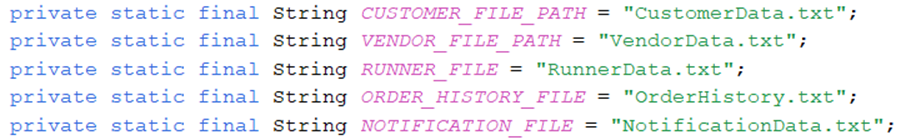 private static final String CUSTOMER_FILE_PATH = "CustomerData.txt";
private static final String VENDOR_FILE_PATH = "VendorData.txt";
private static final String RUNNER_FILE = "RunnerData.txt";
private static final String ORDER_HISTORY_FILE = "OrderHistory.txt";
private static final String NOTIFICATION_FILE = "NotificationData.txt";